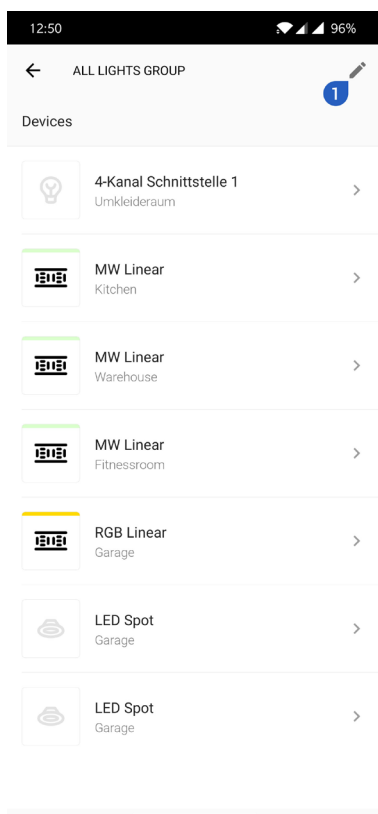 12:50
96%
ALL LIGHTS GROUP
1
Devices
4-Kanal Schnittstelle 1
Umkleideraum
MW Linear
Kitchen
MW Linear
Warehouse
MW Linear
Fitnessroom
RGB Linear
Garage
LED Spot
Garage
LED Spot
Garage